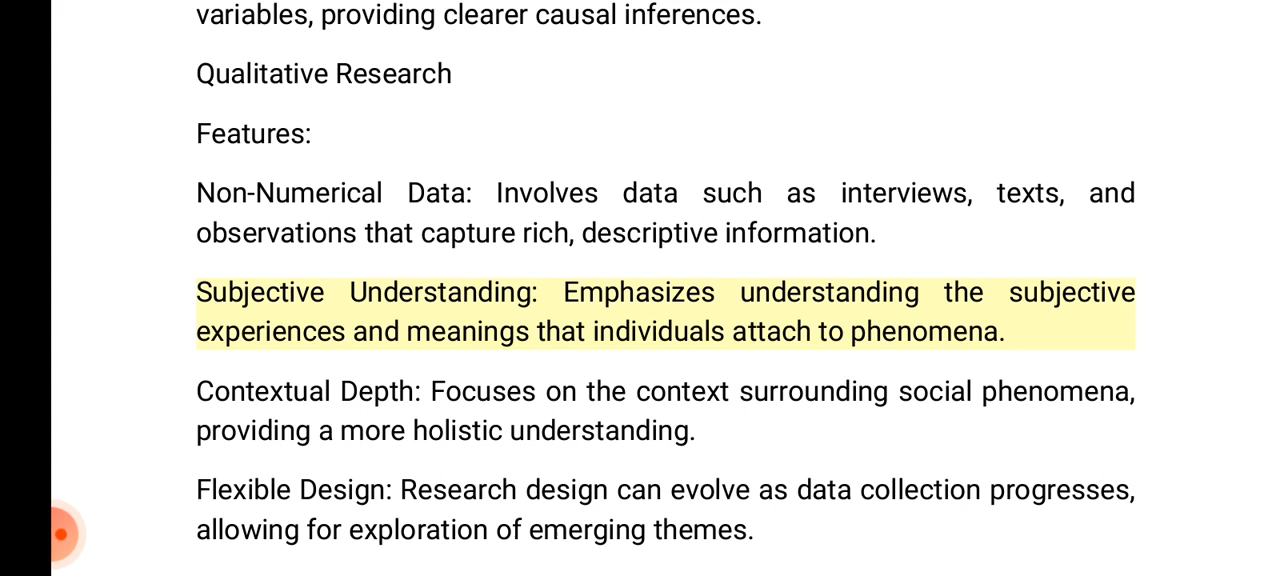 variables, providing clearer causal inferences.
Qualitative Research
Features:
Non-Numerical Data: Involves data such as interviews, texts, and
observations that capture rich, descriptive information.
Subjective Understanding: Emphasizes understanding the subjective
experiences and meanings that individuals attach to phenomena.
Contextual Depth: Focuses on the context surrounding social phenomena,
providing a more holistic understanding.
Flexible Design: Research design can evolve as data collection progresses,
allowing for exploration of emerging themes.